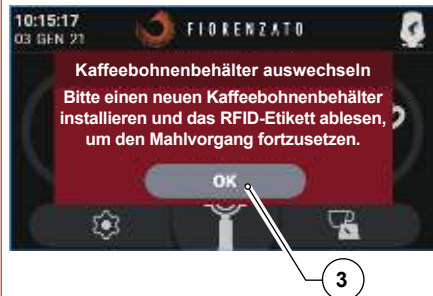 10:15:17
03 GEN 21
FIORENZATO
Kaffeebohnenbehälter auswechseln
Bitte einen neuen Kaffeebohnenbehälter
installieren und das RFID-Etikett ablesen,
um den Mahlvorgang fortzusetzen.
OK
3